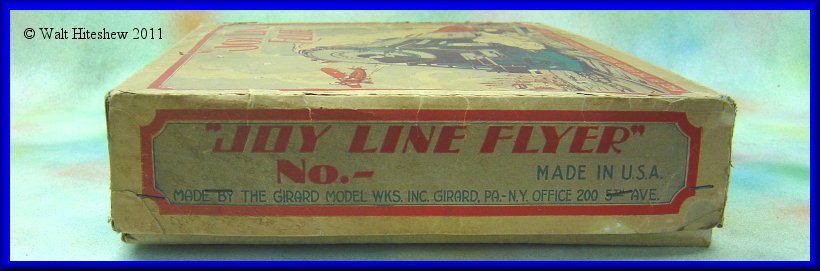 © Walt Hiteshew 2011
"JOY LINE FLYER"
No.-
MADE IN U.S.A.
MADE BY THE GIRARD MODEL WKS. INC. GIRARD, PA.-N.Y. OFFICE 200 5TH AVE.